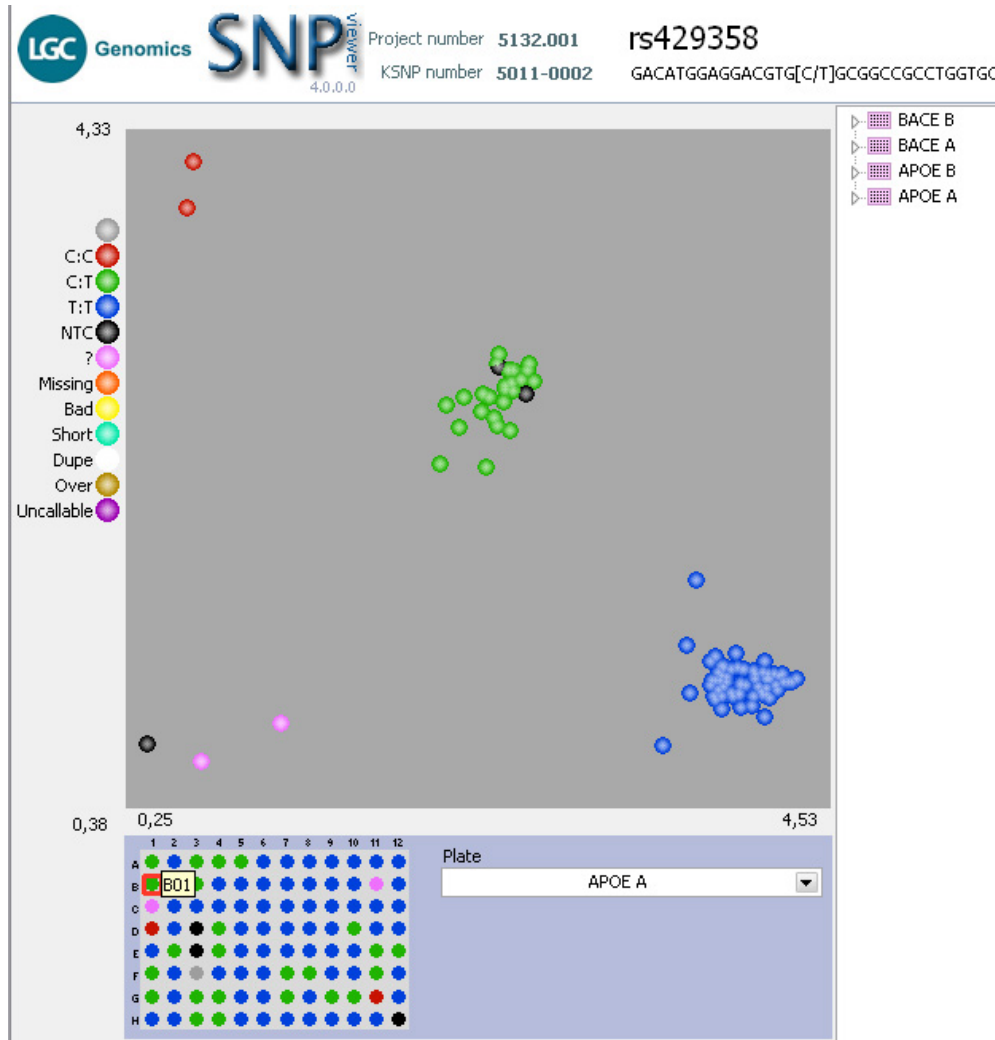 LGC Genomics SNP viewer 4.0.0.0
Project number 5132.001
KSNP number 5011-0002
rs429358
GACATGGAGGACGTG[C/T]GCGGCCGCCTGGTGC
4,33
C:C
C:T
T:T
NTC
?
Missing
Bad
Short
Dupe
Over
Uncallable
0,38
0,25
4,53
BACE B
BACE A
APOE B
APOE A
1 2 3 4 5 6 7 8 9 10 11 12
A
B B01
C
D
E
F
G
H
Plate
APOE A